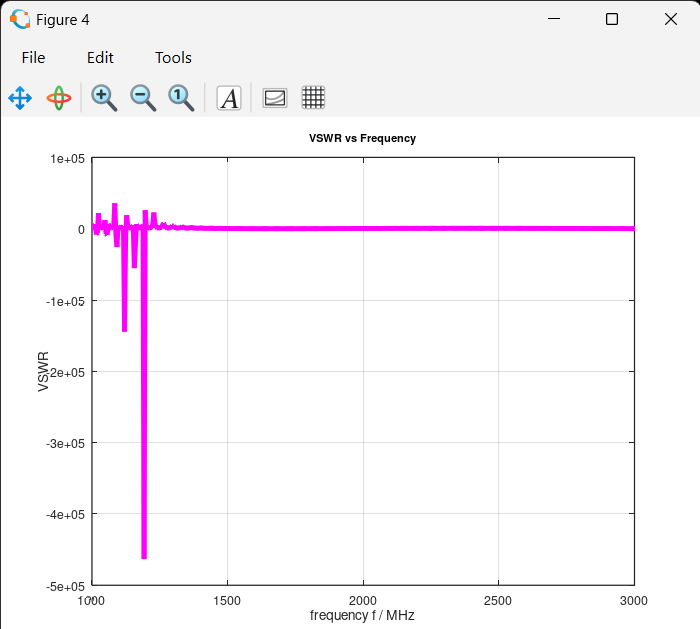 Figure 4
File Edit Tools
A
VSWR vs Frequency
1e+05
0
-1e+05
-2e+05
-3e+05
-4e+05
-5e+05
VSWR
1000 1500 2000 2500 3000
frequency f / MHz